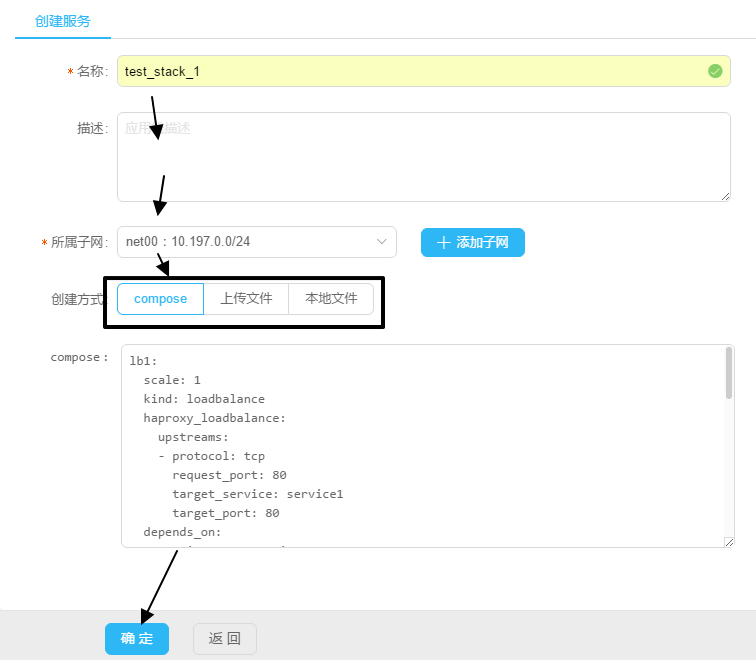 创建服务
* 名称: test_stack_1
描述: 应用 描述
* 所属子网: net00：10.197.0.0/24 添加子网
创建方式: compose 上传文件 本地文件
compose: lb1:
scale: 1
kind: loadbalance
haproxy_loadbalance:
upstreams:
- protocol: tcp
request_port: 80
target_service: service1
target_port: 80
depends_on:
确 定 返 回